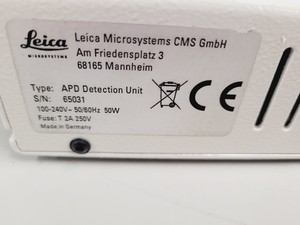 Leica
MICROSYSTEMS
Leica Microsystems CMS GmbH
Am Friedensplatz 3
68165 Mannheim
Type: APD Detection Unit
S/N: 65031
100-240V~ 50/60Hz 50W
Fuse: T 2A 250V
Made in Germany
CE